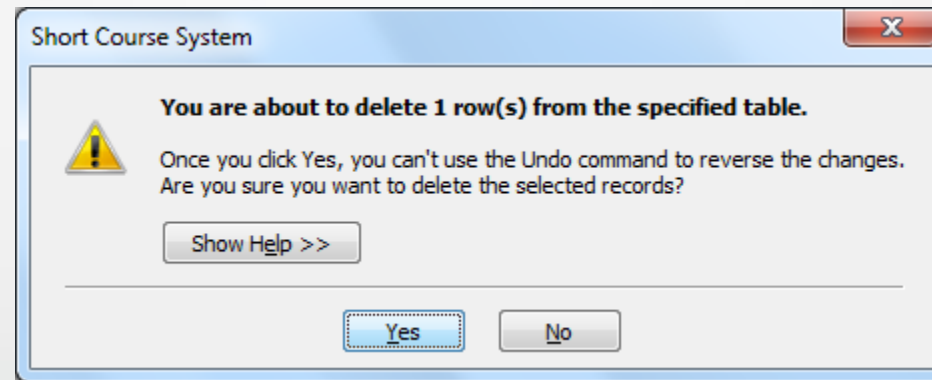 Short Course System
You are about to delete 1 row(s) from the specified table.
Once you click Yes, you can't use the Undo command to reverse the changes.
Are you sure you want to delete the selected records?
Show Help >>
Yes
No